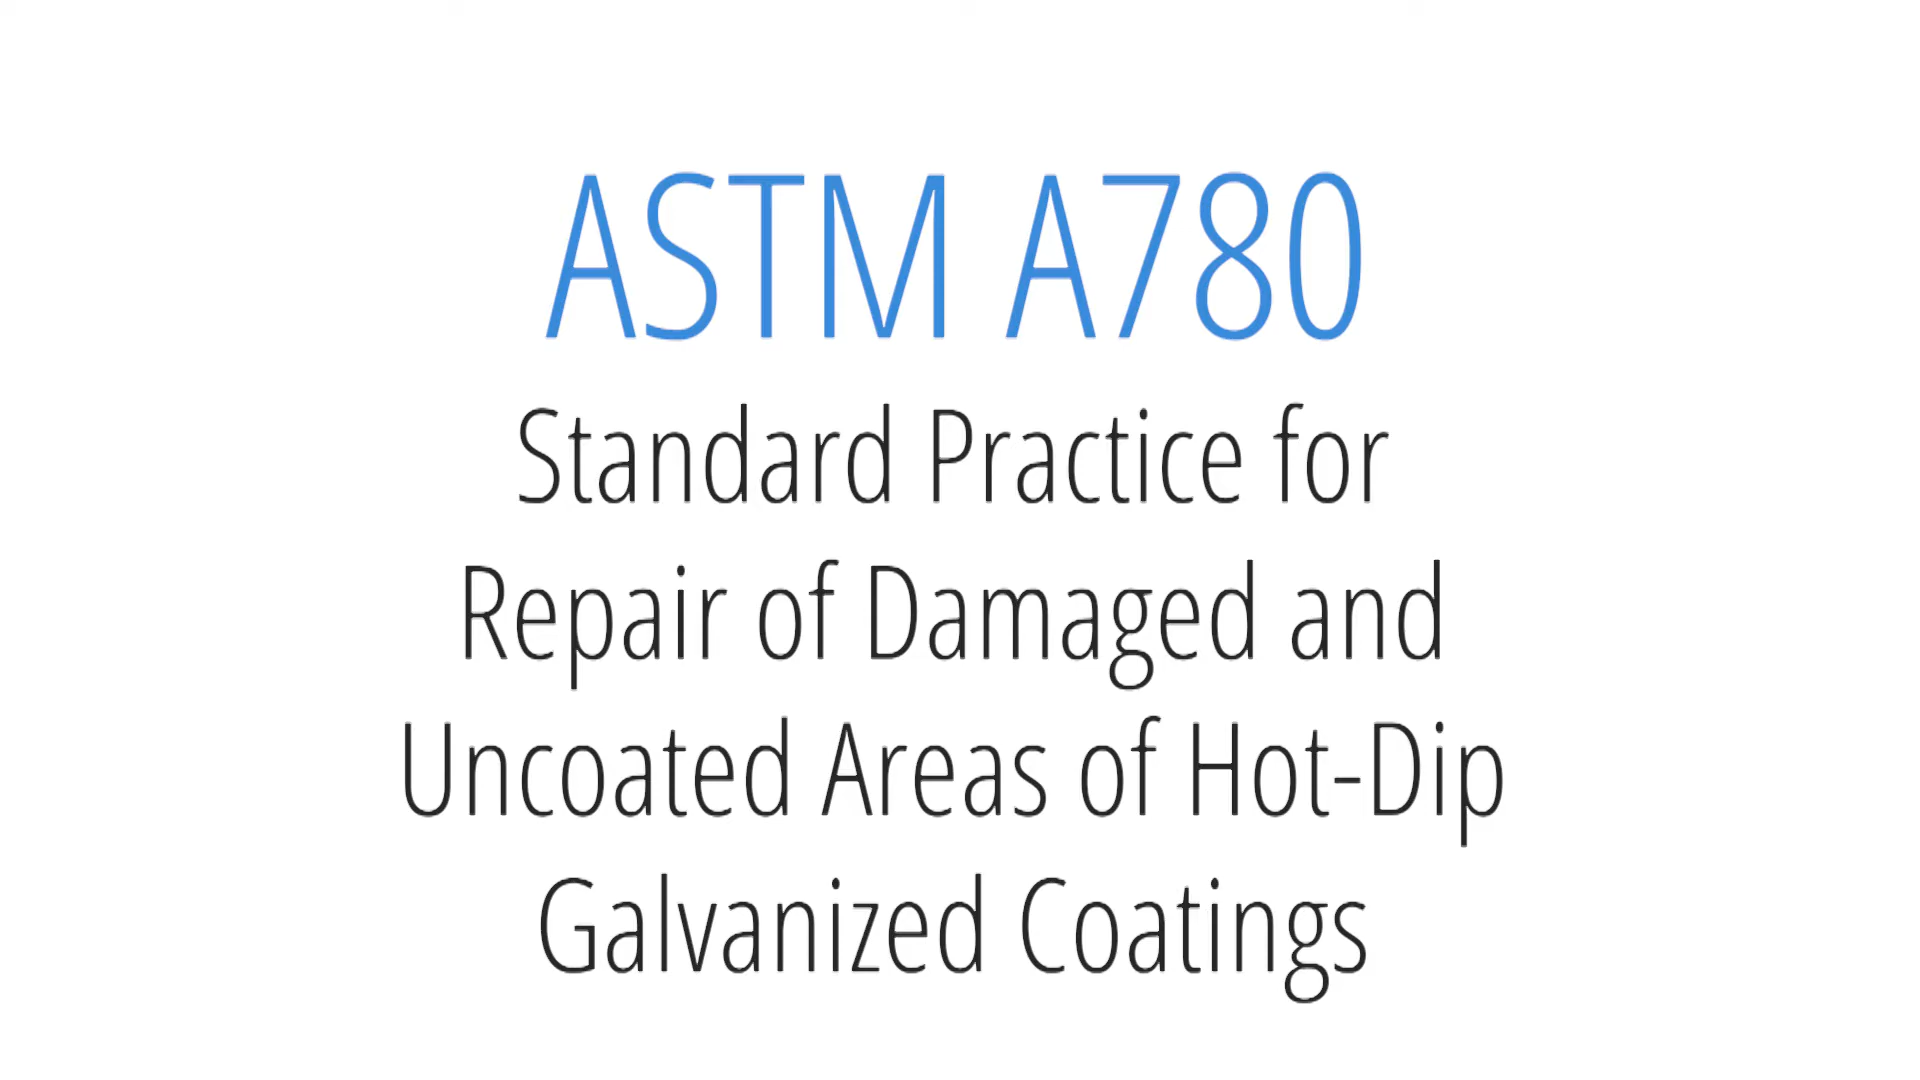 ASTM A780
Standard Practice for
Repair of Damaged and
Uncoated Areas of Hot-Dip
Galvanized Coatings